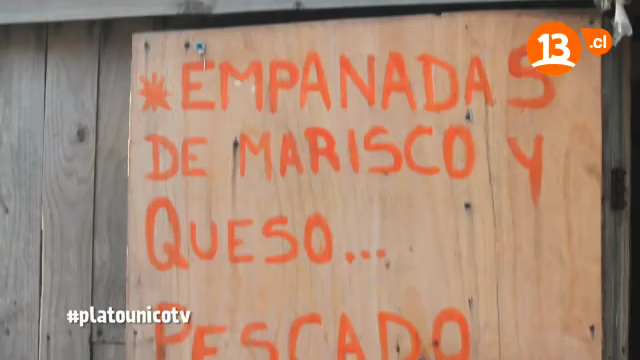 13.cl
*EMPANADAS
DE MARISCO Y
QUESO...
PESCADO
#platounicotv